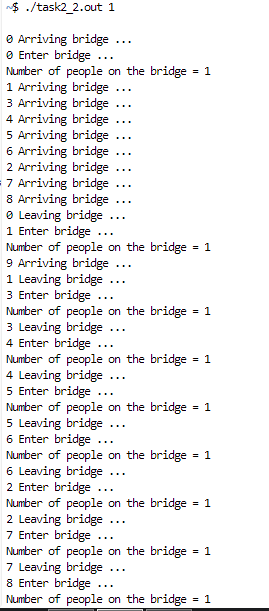 ~$ ./task2_2.out 1
0 Arriving bridge ...
0 Enter bridge ...
Number of people on the bridge = 1
1 Arriving bridge ...
3 Arriving bridge ...
4 Arriving bridge ...
5 Arriving bridge ...
6 Arriving bridge ...
2 Arriving bridge ...
7 Arriving bridge ...
8 Arriving bridge ...
0 Leaving bridge ...
1 Enter bridge ...
Number of people on the bridge = 1
9 Arriving bridge ...
1 Leaving bridge ...
3 Enter bridge ...
Number of people on the bridge = 1
3 Leaving bridge ...
4 Enter bridge ...
Number of people on the bridge = 1
4 Leaving bridge ...
5 Enter bridge ...
Number of people on the bridge = 1
5 Leaving bridge ...
6 Enter bridge ...
Number of people on the bridge = 1
6 Leaving bridge ...
2 Enter bridge ...
Number of people on the bridge = 1
2 Leaving bridge ...
7 Enter bridge ...
Number of people on the bridge = 1
7 Leaving bridge ...
8 Enter bridge ...
Number of people on the bridge = 1